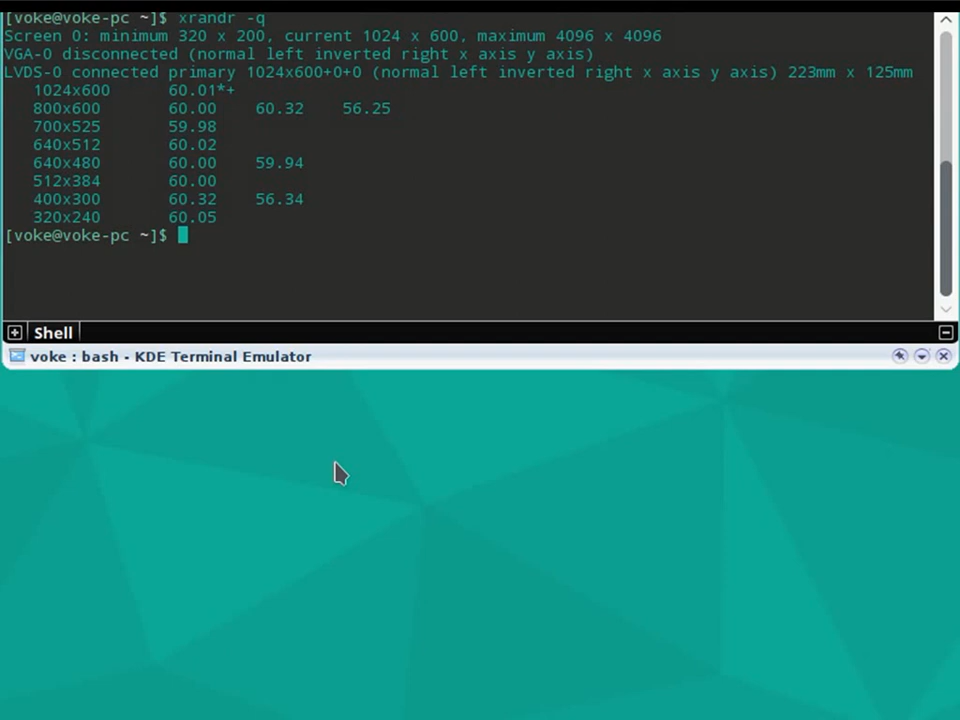 [voke@voke-pc ~]$ xrandr -q
Screen 0: minimum 320 x 200, current 1024 x 600, maximum 4096 x 4096
VGA-0 disconnected (normal left inverted right x axis y axis)
LVDS-0 connected primary 1024x600+0+0 (normal left inverted right x axis y axis) 223mm x 125mm
1024x600 60.01*+
800x600 60.00 60.32 56.25
700x525 59.98
640x512 60.02
640x480 60.00 59.94
512x384 60.00
400x300 60.32 56.34
320x240 60.05
[voke@voke-pc ~]$
Shell
voke : bash - KDE Terminal Emulator